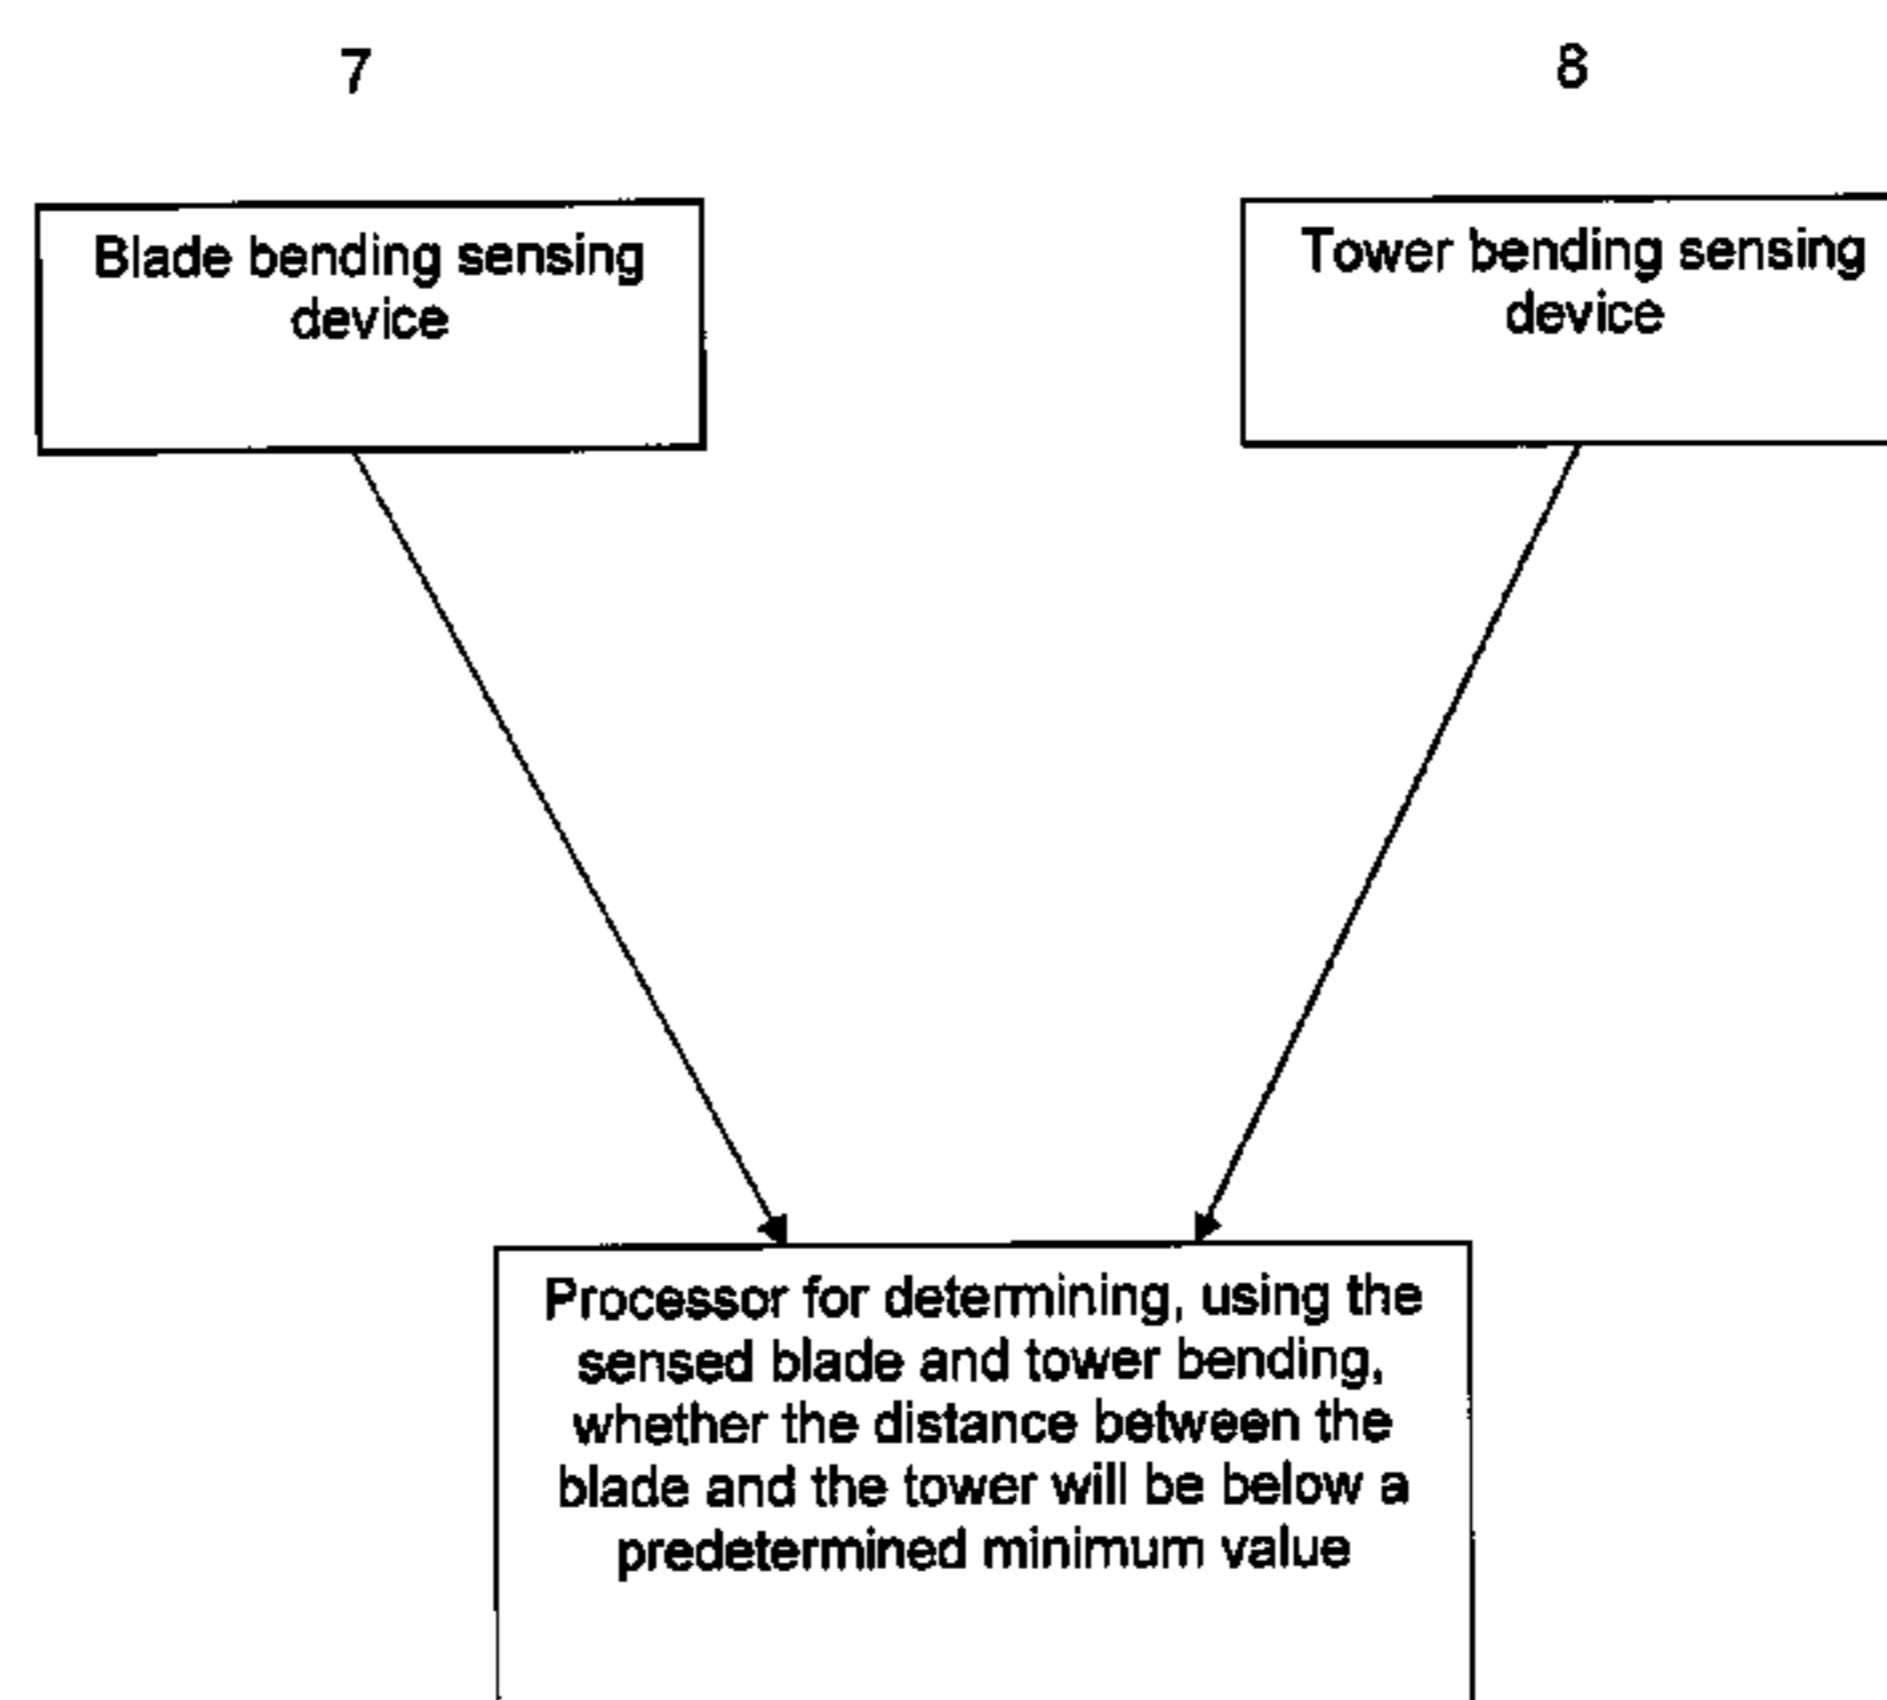 7
8
Blade bending sensing
device
Tower bending sensing
device
Processor for determining, using the
sensed blade and tower bending,
whether the distance between the
blade and the tower will be below a
predetermined minimum value